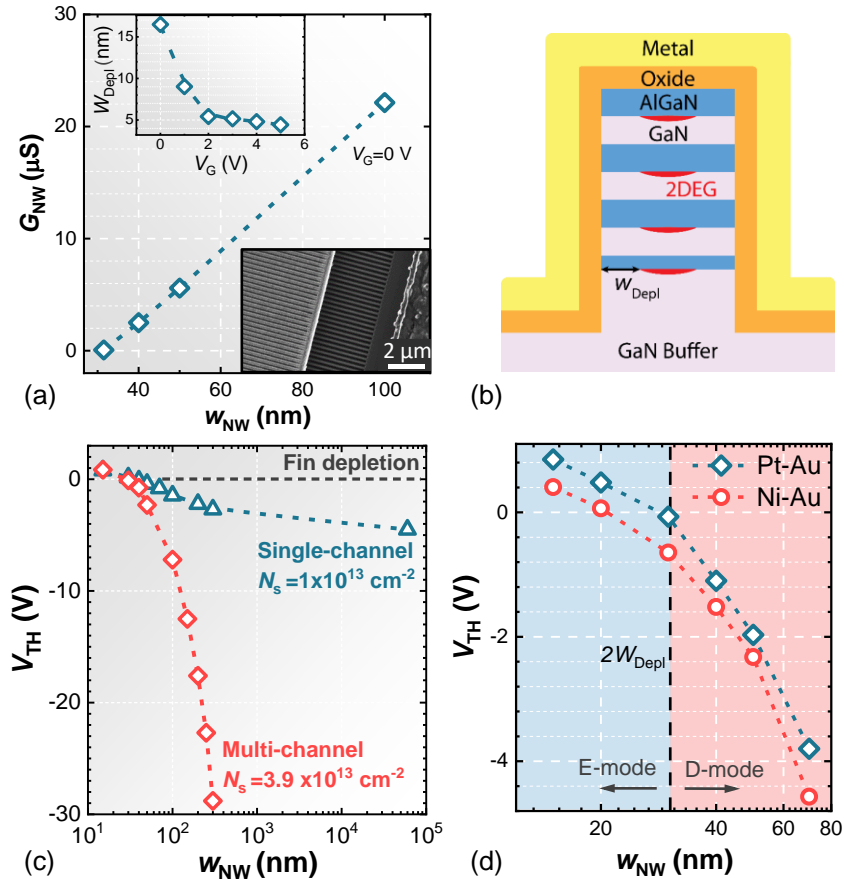 15
10
5
0
2
4
6
W_Depl (nm)
V_G (V)
V_G=0 V
30
20
10
0
G_NW (µS)
2 µm
40
60
80
100
(a)
w_NW (nm)
Metal
Oxide
AlGaN
GaN
2DEG
w_Depl
GaN Buffer
(b)
0
-10
-20
-30
V_TH (V)
Fin depletion
Single-channel
N_s =1x10^13 cm^-2
Multi-channel
N_s =3.9 x10^13 cm^-2
10^1
10^2
10^3
10^4
10^5
(c)
w_NW (nm)
Pt-Au
Ni-Au
0
-2
-4
V_TH (V)
2W_Depl
E-mode
D-mode
20
40
60
80
(d)
w_NW (nm)